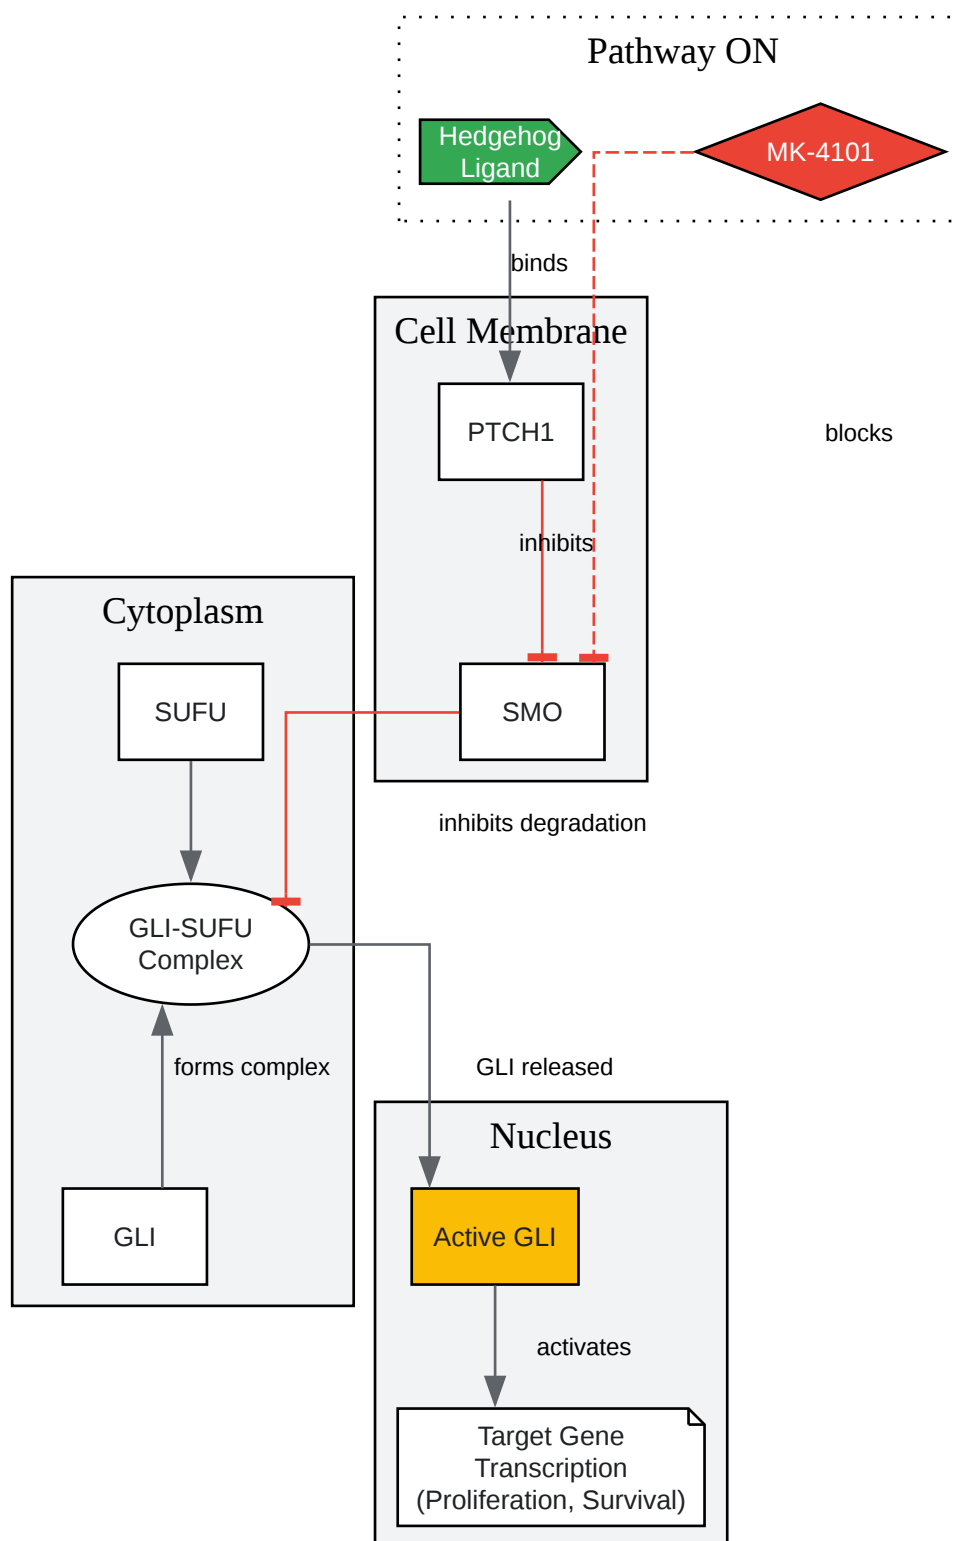 Pathway ON
Hedgehog
Ligand
MK-4101
binds
Cell Membrane
PTCH1
blocks
inhibits
Cytoplasm
SUFU
SMO
inhibits degradation
GLI-SUFU
Complex
forms complex
GLI released
Nucleus
GLI
Active GLI
activates
Target Gene
Transcription
(Proliferation, Survival)